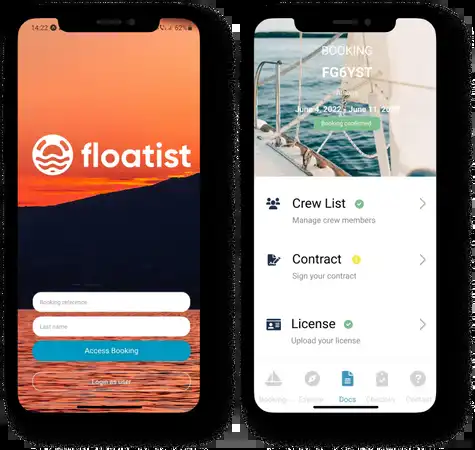 14:22
62%
floatist
Booking reference
Last name
Access Booking
Login as user
BOOKING
FG6YST
June 4, 2022 - June 11, 2022
Booking confirmed
Crew List
Manage crew members
Contract
Sign your contract
License
Upload your license
Booking
Explore
Docs
Checklists
Contact